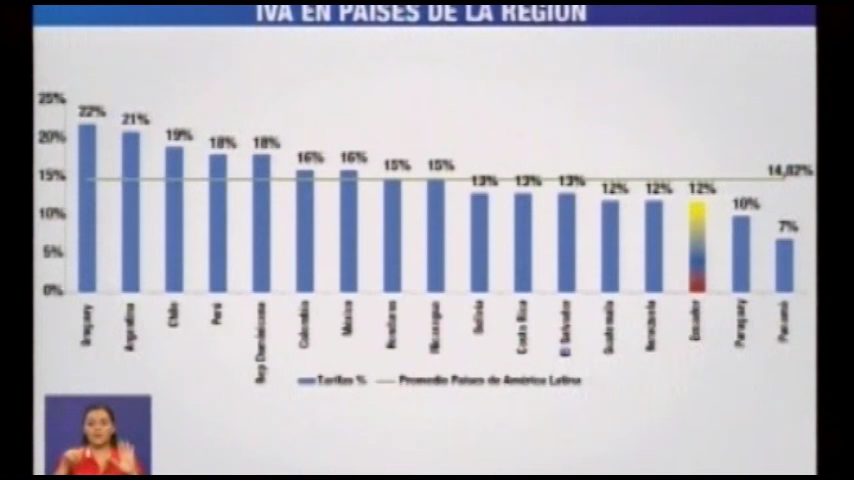 IVA EN PAISES DE LA REGION
25%
20%
15%
10%
5%
0%
22%
21%
19%
18%
18%
16%
16%
15%
15%
13%
13%
13%
12%
12%
12%
10%
7%
14,82%
Uruguay
Argentina
Chile
Perú
Rep Dominicana
Colombia
Mexico
Honduras
Nicaragua
Bolivia
Costa Rica
El Salvador
Guatemala
Venezuela
Ecuador
Paraguay
Panamá
Tarifas %
Promedio Países de América Latina